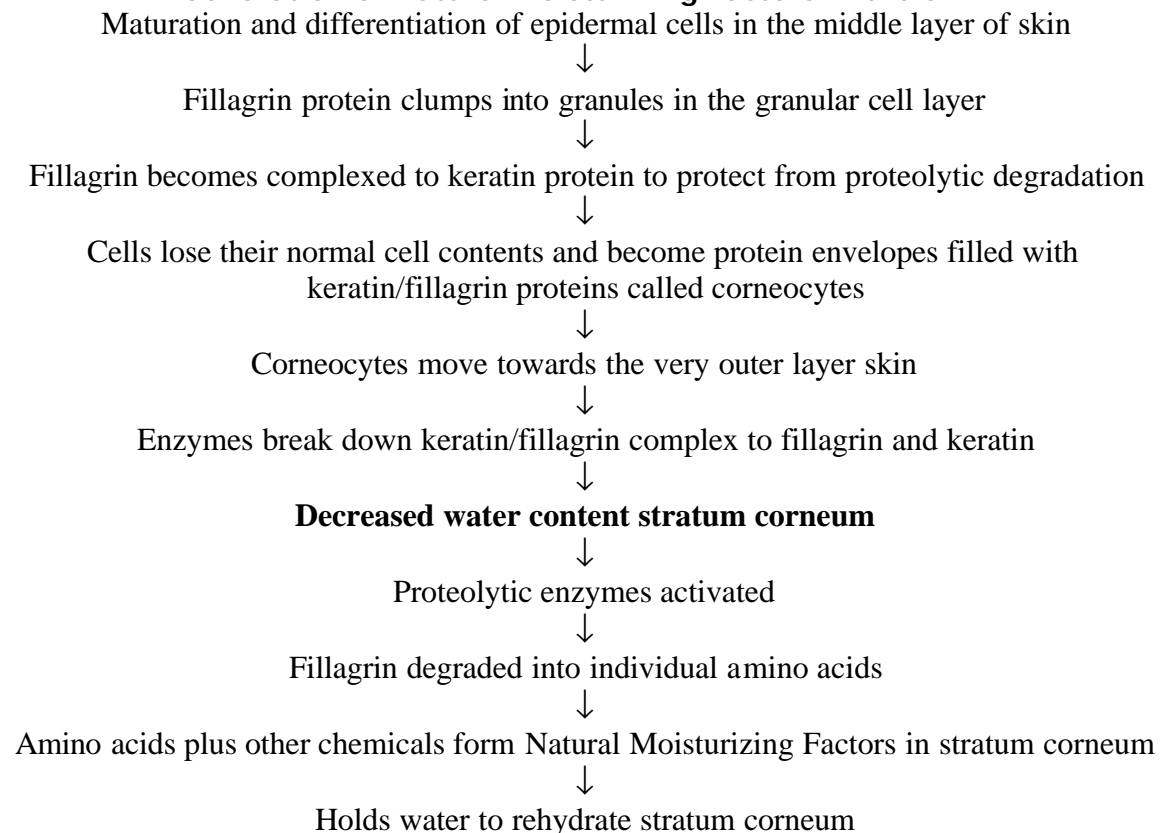 Maturation and differentiation of epidermal cells in the middle layer of skin
↓
Fillagrin protein clumps into granules in the granular cell layer
↓
Fillagrin becomes complexed to keratin protein to protect from proteolytic degradation
↓
Cells lose their normal cell contents and become protein envelopes filled with
keratin/fillagrin proteins called corneocytes
↓
Corneocytes move towards the very outer layer skin
↓
Enzymes break down keratin/fillagrin complex to fillagrin and keratin
↓
Decreased water content stratum corneum
↓
Proteolytic enzymes activated
↓
Fillagrin degraded into individual amino acids
↓
Amino acids plus other chemicals form Natural Moisturizing Factors in stratum corneum
↓
Holds water to rehydrate stratum corneum